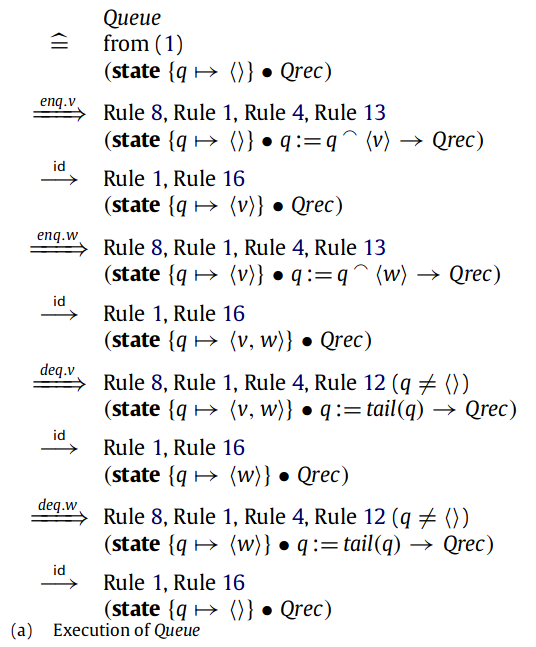 Queue
≙ from (1)
(state {q ↦ ⟨⟩} • Qrec)
enq.v
⟹ Rule 8, Rule 1, Rule 4, Rule 13
(state {q ↦ ⟨⟩} • q := q ⌢ ⟨v⟩ → Qrec)
id
⟶ Rule 1, Rule 16
(state {q ↦ ⟨v⟩} • Qrec)
enq.w
⟹ Rule 8, Rule 1, Rule 4, Rule 13
(state {q ↦ ⟨v⟩} • q := q ⌢ ⟨w⟩ → Qrec)
id
⟶ Rule 1, Rule 16
(state {q ↦ ⟨v, w⟩} • Qrec)
deq.v
⟹ Rule 8, Rule 1, Rule 4, Rule 12 (q ≠ ⟨⟩)
(state {q ↦ ⟨v, w⟩} • q := tail(q) → Qrec)
id
⟶ Rule 1, Rule 16
(state {q ↦ ⟨w⟩} • Qrec)
deq.w
⟹ Rule 8, Rule 1, Rule 4, Rule 12 (q ≠ ⟨⟩)
(state {q ↦ ⟨w⟩} • q := tail(q) → Qrec)
id
⟶ Rule 1, Rule 16
(state {q ↦ ⟨⟩} • Qrec)
(a) Execution of Queue